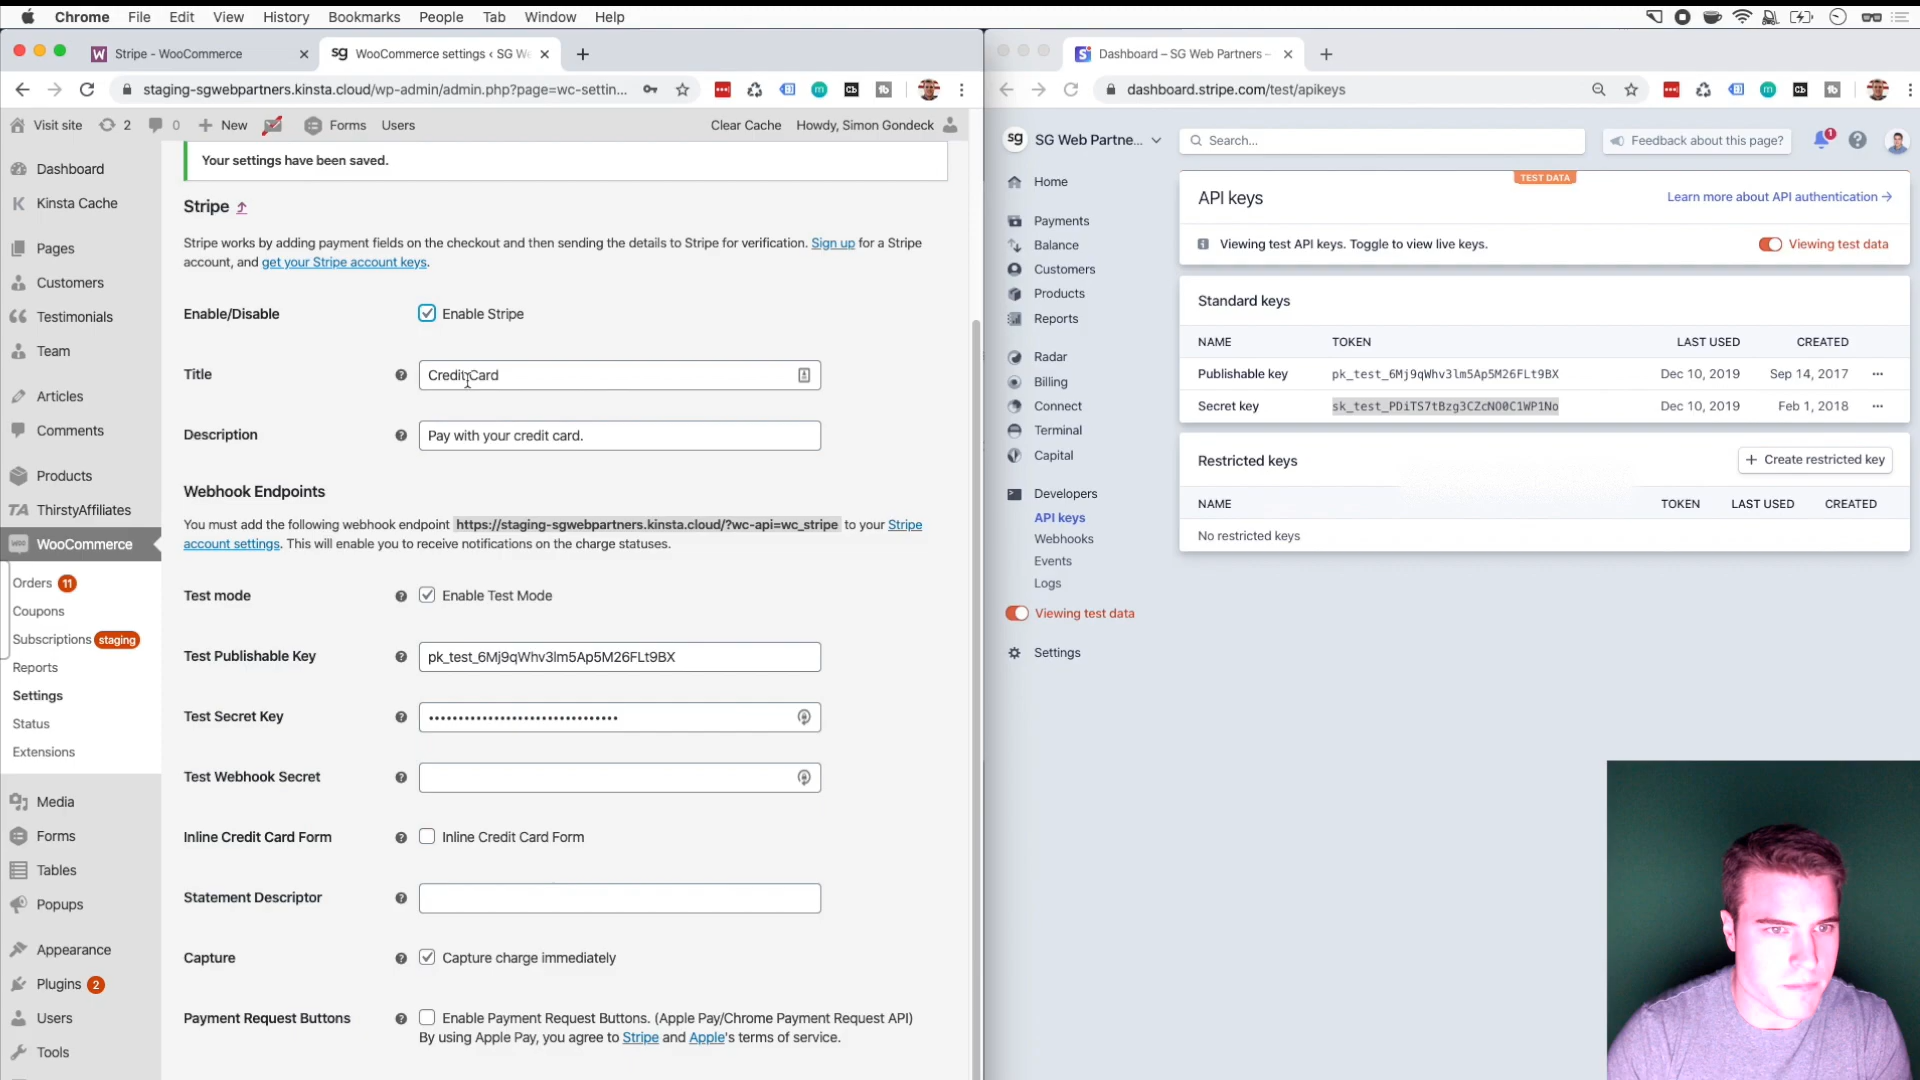 Chrome File Edit View History Bookmarks People Tab Window Help
Stripe - WooCommerce
sg WooCommerce settings ‹ SG We
staging-sgwebpartners.kinsta.cloud/wp-admin/admin.php?page=wc-settin...
Visit site 2 0 New Forms Users Clear Cache Howdy, Simon Gondeck
Dashboard
Kinsta Cache
Pages
Customers
Testimonials
Team
Articles
Comments
Products
TA ThirstyAffiliates
WooCommerce
Orders 11
Coupons
Subscriptions staging
Reports
Settings
Status
Extensions
Media
Forms
Tables
Popups
Appearance
Plugins 2
Users
Tools
Your settings have been saved.
Stripe
Stripe works by adding payment fields on the checkout and then sending the details to Stripe for verification. Sign up for a Stripe
account, and get your Stripe account keys.
Enable/Disable Enable Stripe
Title Credit Card
Description Pay with your credit card.
Webhook Endpoints
You must add the following webhook endpoint https://staging-sgwebpartners.kinsta.cloud/?wc-api=wc_stripe to your Stripe
account settings. This will enable you to receive notifications on the charge statuses.
Test mode Enable Test Mode
Test Publishable Key pk_test_6Mj9qWhv3lm5Ap5M26FLt9BX
Test Secret Key ••••••••••••••••••••••••••••••••
Test Webhook Secret
Inline Credit Card Form Inline Credit Card Form
Statement Descriptor
Capture Capture charge immediately
Payment Request Buttons Enable Payment Request Buttons. (Apple Pay/Chrome Payment Request API)
By using Apple Pay, you agree to Stripe and Apple's terms of service.
Dashboard – SG Web Partners –
dashboard.stripe.com/test/apikeys
sg SG Web Partne... Search... Feedback about this page? 1
Home
Payments
Balance
Customers
Products
Reports
Radar
Billing
Connect
Terminal
Capital
Developers
API keys
Webhooks
Events
Logs
Viewing test data
Settings
TEST DATA
API keys Learn more about API authentication →
Viewing test API keys. Toggle to view live keys. Viewing test data
Standard keys
NAME TOKEN LAST USED CREATED
Publishable key pk_test_6Mj9qWhv3lm5Ap5M26FLt9BX Dec 10, 2019 Sep 14, 2017 ···
Secret key sk_test_PDiTS7tBzg3CZcNO0C1WP1No Dec 10, 2019 Feb 1, 2018 ···
Restricted keys + Create restricted key
NAME TOKEN LAST USED CREATED
No restricted keys